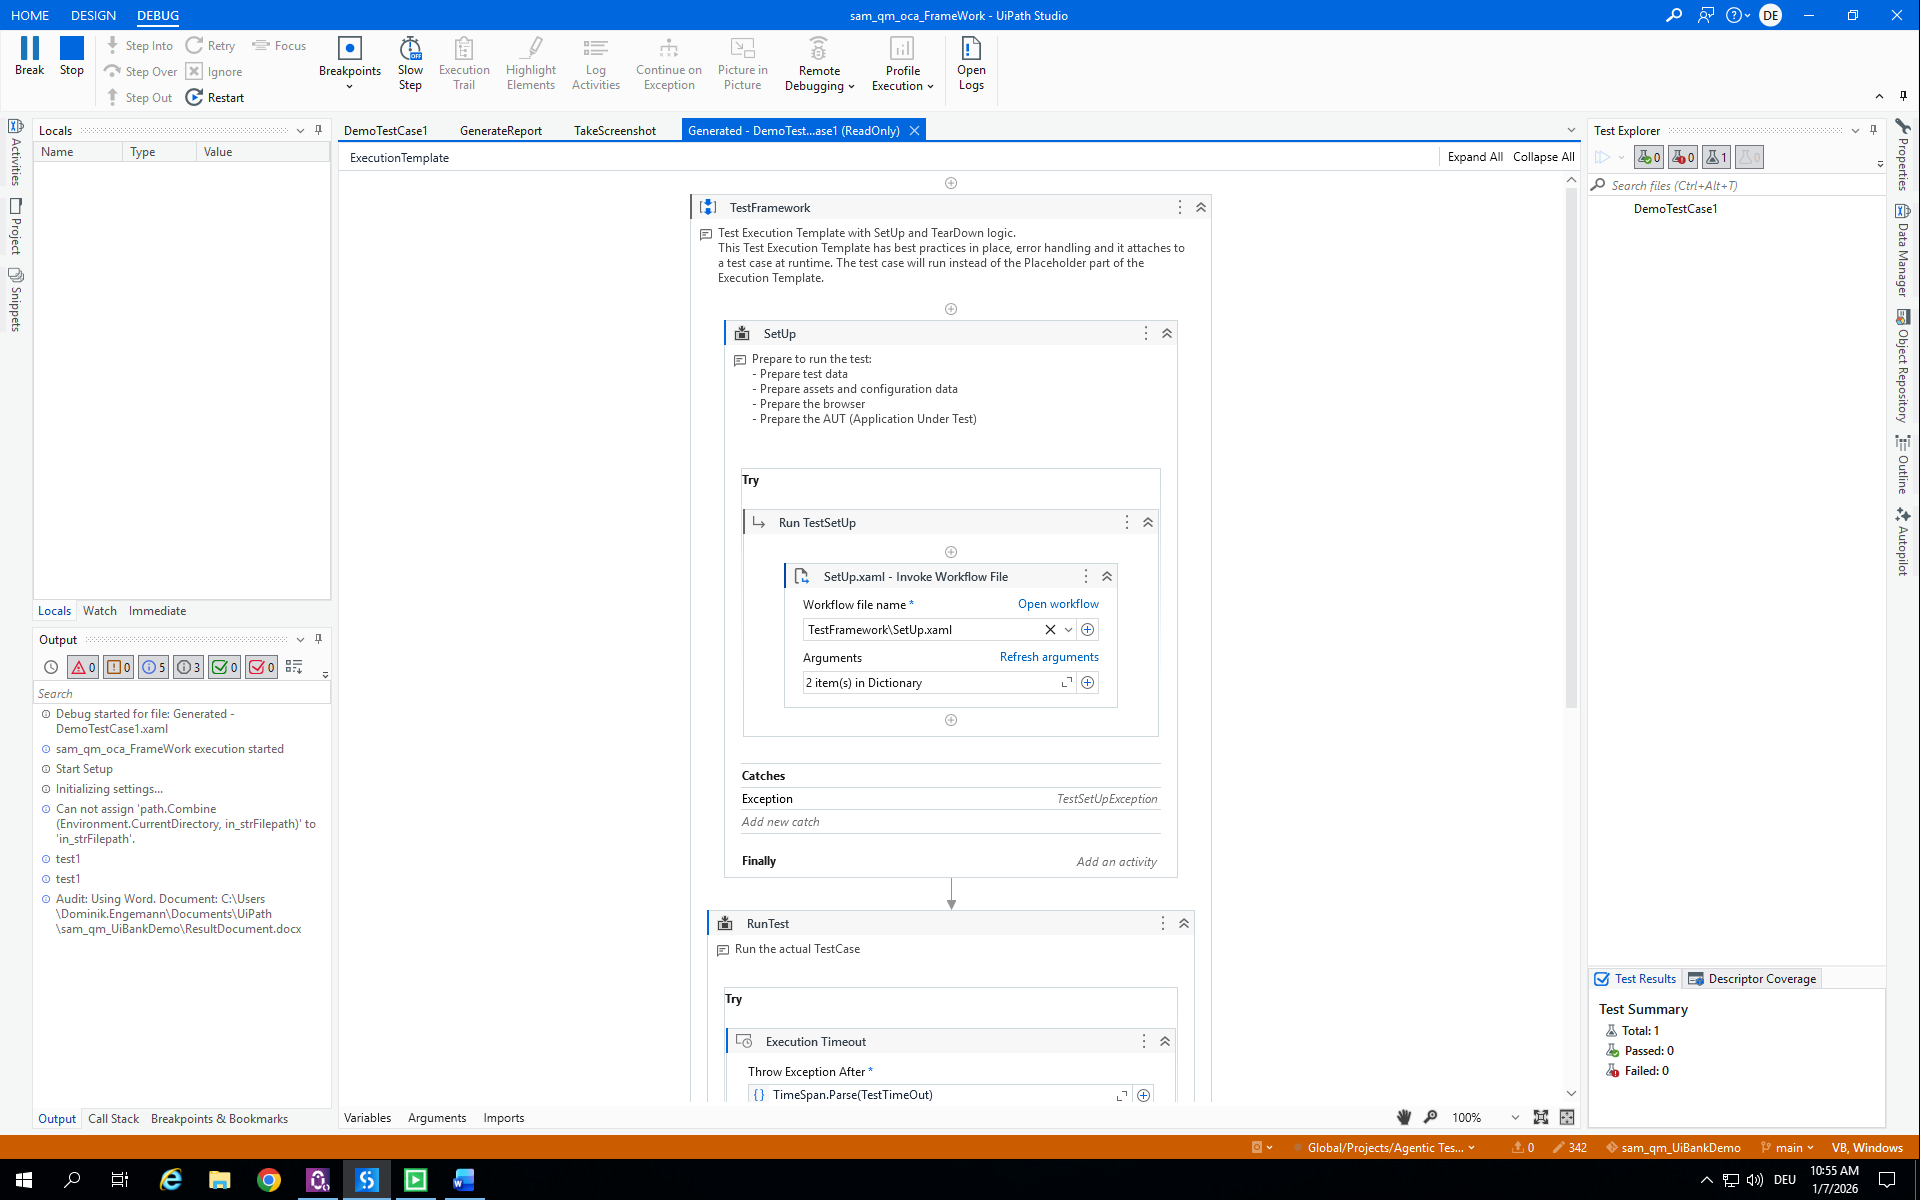 HOME DESIGN DEBUG
sam_qm_oca_FrameWork - UiPath Studio
DE
Break
Stop
Step Into
Step Over
Step Out
Retry
Ignore
Restart
Focus
Breakpoints
Slow
Step
Execution
Trail
Highlight
Elements
Log
Activities
Continue on
Exception
Picture in
Picture
Remote
Debugging
Profile
Execution
Open
Logs
Activities
Project
Snippets
Locals
Name Type Value
Locals Watch Immediate
Output
0 0 5 3 0 0
Search
Debug started for file: Generated -
DemoTestCase1.xaml
sam_qm_oca_FrameWork execution started
Start Setup
Initializing settings...
Can not assign 'path.Combine
(Environment.CurrentDirectory, in_strFilepath)' to
'in_strFilepath'.
test1
test1
Audit: Using Word. Document: C:\Users
\Dominik.Engemann\Documents\UiPath
\sam_qm_UiBankDemo\ResultDocument.docx
Output Call Stack Breakpoints & Bookmarks
DemoTestCase1 GenerateReport TakeScreenshot Generated - DemoTest...ase1 (ReadOnly)
ExecutionTemplate
Expand All Collapse All
TestFramework
Test Execution Template with SetUp and TearDown logic.
This Test Execution Template has best practices in place, error handling and it attaches to
a test case at runtime. The test case will run instead of the Placeholder part of the
Execution Template.
SetUp
Prepare to run the test:
- Prepare test data
- Prepare assets and configuration data
- Prepare the browser
- Prepare the AUT (Application Under Test)
Try
Run TestSetUp
SetUp.xaml - Invoke Workflow File
Workflow file name * Open workflow
TestFramework\SetUp.xaml
Arguments Refresh arguments
2 item(s) in Dictionary
Catches
Exception TestSetUpException
Add new catch
Finally Add an activity
RunTest
Run the actual TestCase
Try
Execution Timeout
Throw Exception After *
{} TimeSpan.Parse(TestTimeOut)
Variables Arguments Imports
100%
Test Explorer
0 0 1 0
Search files (Ctrl+Alt+T)
DemoTestCase1
Test Results Descriptor Coverage
Test Summary
Total: 1
Passed: 0
Failed: 0
Properties
Data Manager
Object Repository
Outline
Autopilot
Global/Projects/Agentic Tes... 0 342 sam_qm_UiBankDemo main VB, Windows
DEU
10:55 AM
1/7/2026